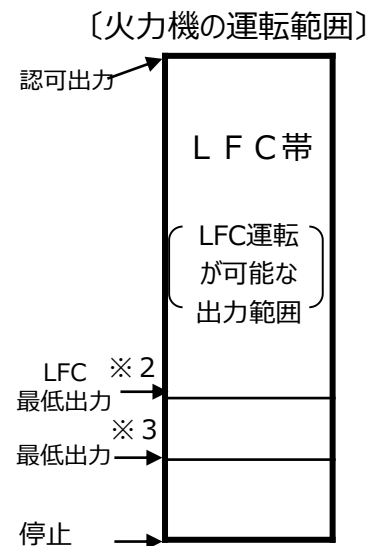 〔火力機の運転範囲〕
認可出力
ＬＦＣ帯
LFC運転
が可能な
出力範囲
LFC ※２
最低出力
※３
最低出力
停止